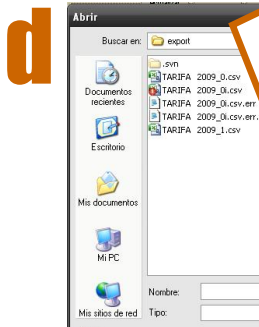 d
Abrir
Buscar en:
export
.svn
TARIFA 2009_0.csv
TARIFA 2009_0i.csv
TARIFA 2009_0i.csv.err
TARIFA 2009_0i.csv.err.
TARIFA 2009_1.csv
Documentos
recientes
Escritorio
Mis documentos
Mi PC
Mis sitios de red
Nombre:
Tipo: